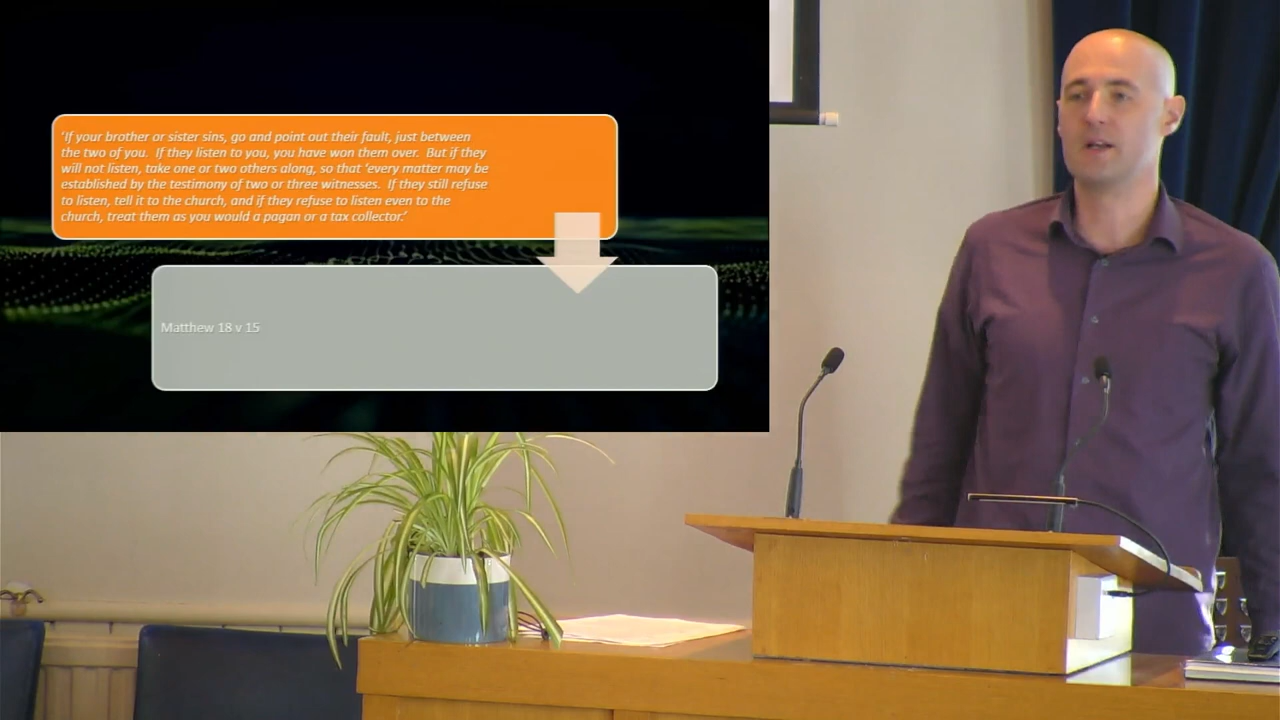 ‘If your brother or sister sins, go and point out their fault, just between
the two of you.  If they listen to you, you have won them over.  But if they
will not listen, take one or two others along, so that ‘every matter may be
established by the testimony of two or three witnesses.  If they still refuse
to listen, tell it to the church, and if they refuse to listen even to the
church, treat them as you would a pagan or a tax collector.’
Matthew 18 v 15